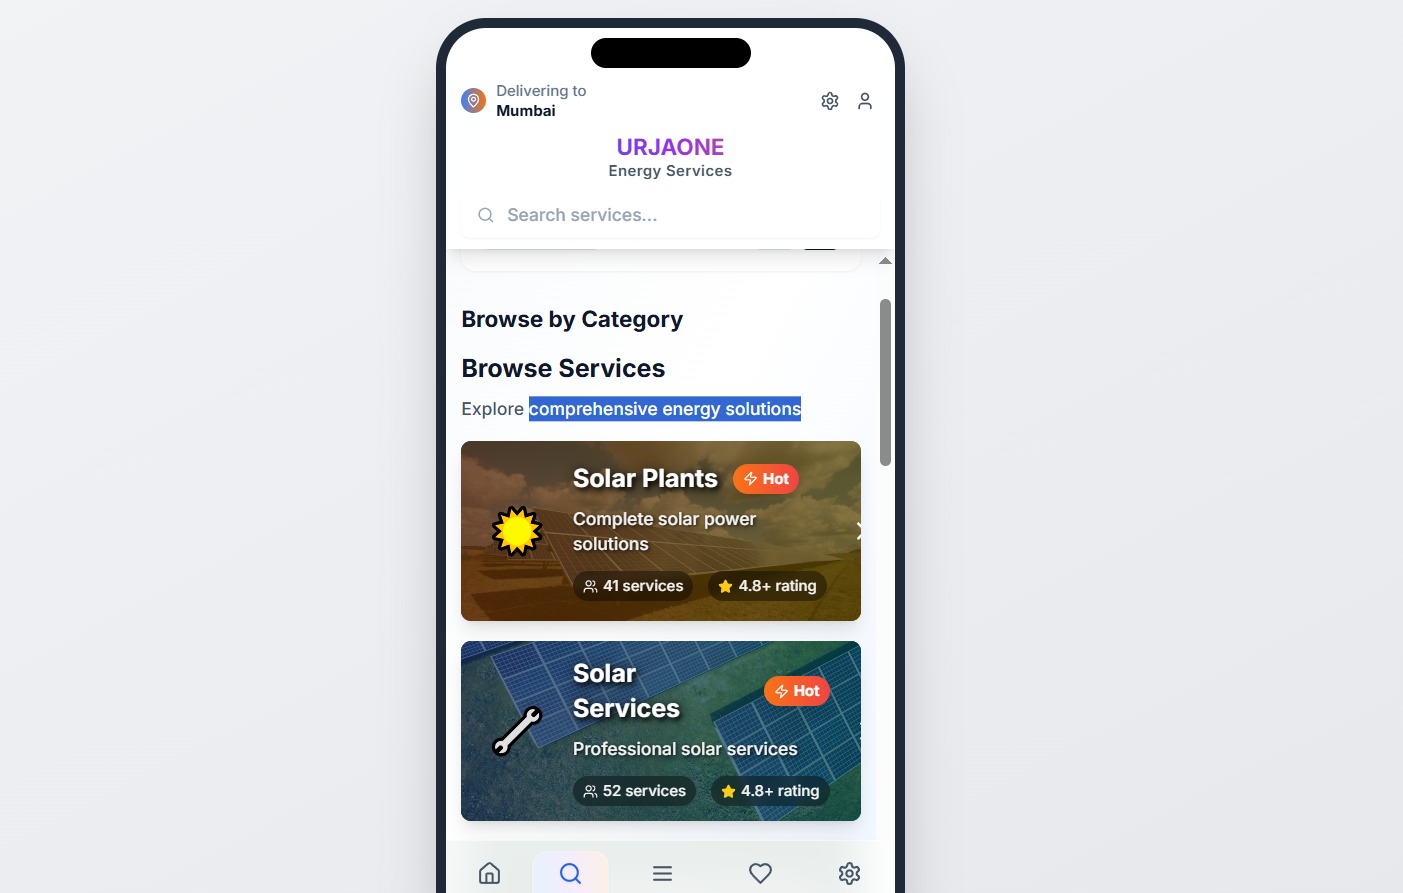 Delivering to
Mumbai
URJAONE
Energy Services
Search services...
Browse by Category
Browse Services
Explore comprehensive energy solutions
Solar Plants
Hot
Complete solar power
solutions
41 services
4.8+ rating
Solar
Services
Hot
Professional solar services
52 services
4.8+ rating